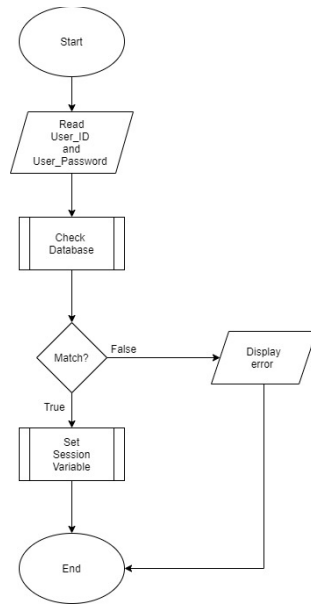 Start
Read
User_ID
and
User_Password
Check
Database
Match?
False
Display
error
True
Set
Session
Variable
End